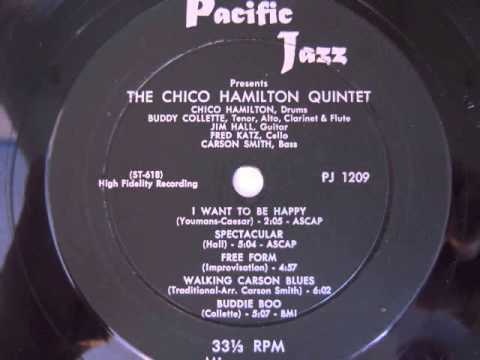 Pacific
Jazz
Presents
THE CHICO HAMILTON QUINTET
CHICO HAMILTON, Drums
BUDDY COLLETTE, Tenor, Alto, Clarinet & Flute
JIM HALL, Guitar
FRED KATZ, Cello
CARSON SMITH, Bass
(ST-618)
High Fidelity Recording
PJ 1209
I WANT TO BE HAPPY
(Youmans-Caesar) - 2:05 - ASCAP
SPECTACULAR
(Hall) - 5:04 - ASCAP
FREE FORM
(Improvisation) - 4:57
WALKING CARSON BLUES
(Traditional-Arr. Carson Smith) - 6:02
BUDDIE BOO
(Collette) - 5:07 - BMI
33⅓ RPM